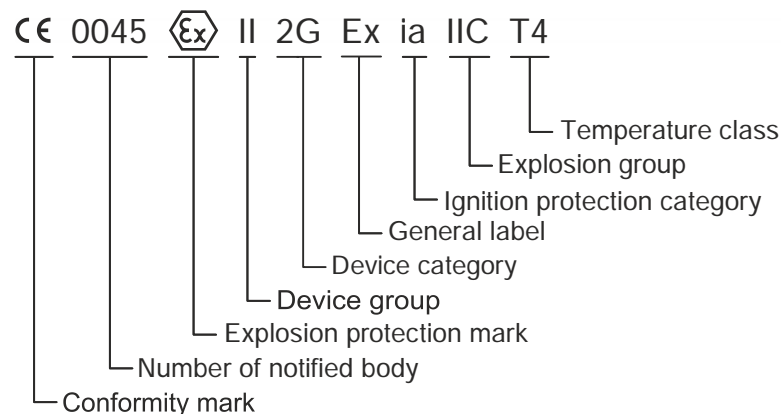 CE 0045 Ex II 2G Ex ia IIC T4
Temperature class
Explosion group
Ignition protection category
General label
Device category
Device group
Explosion protection mark
Number of notified body
Conformity mark